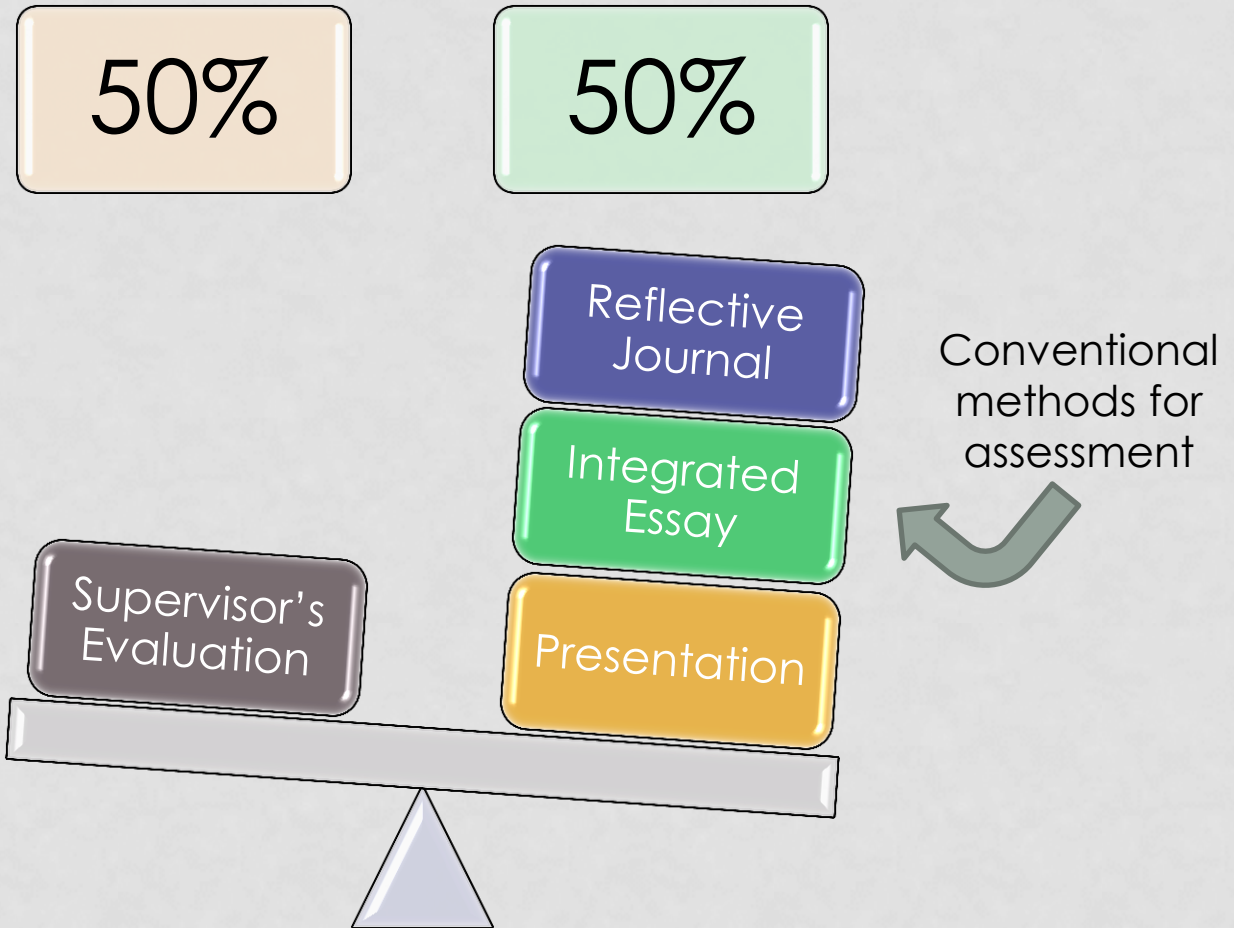 50%
50%
Reflective
Journal
Conventional
methods for
assessment
Integrated
Essay
Supervisor’s
Evaluation
Presentation